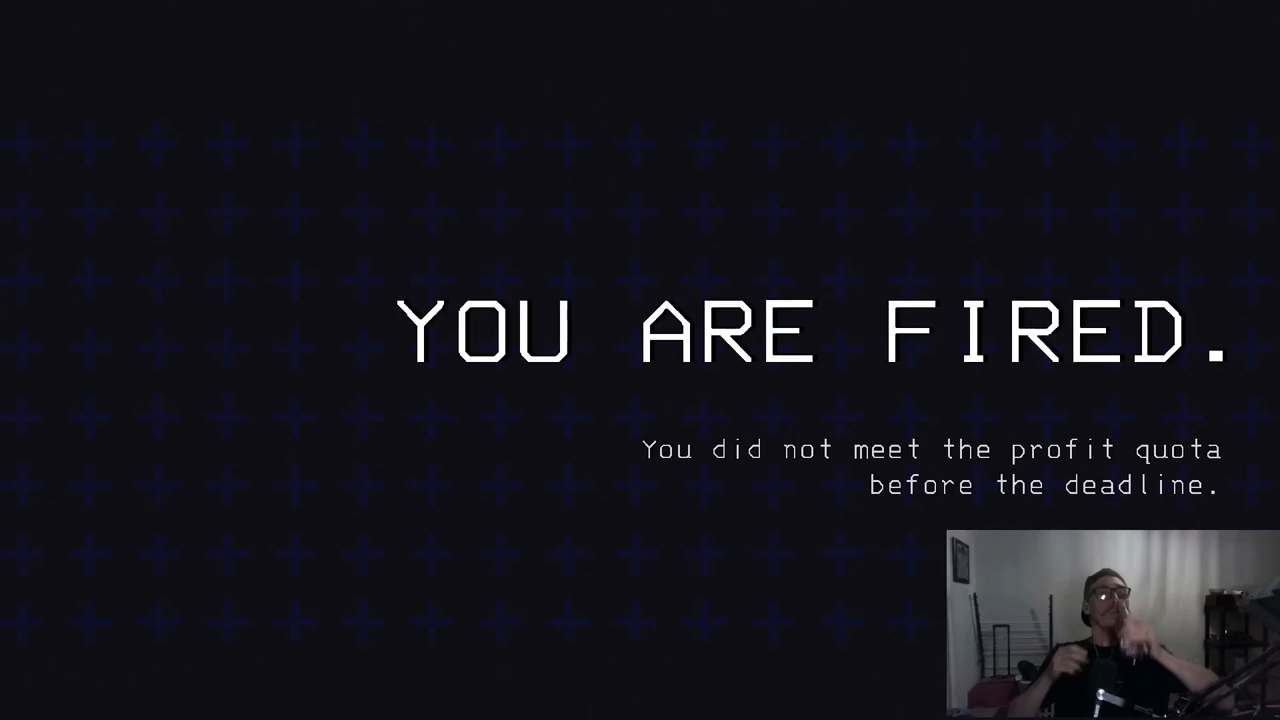 YOU ARE FIRED.
You did not meet the profit quota
before the deadline.